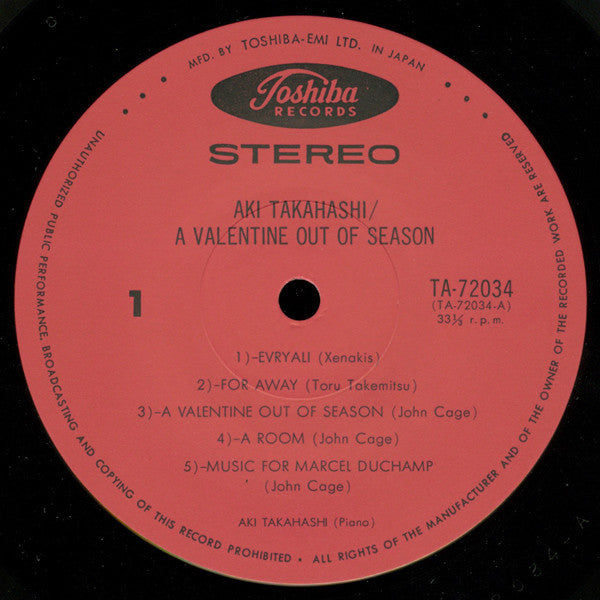 MFD. BY TOSHIBA-EMI LTD. IN JAPAN
Toshiba
RECORDS
STEREO
AKI TAKAHASHI/
A VALENTINE OUT OF SEASON
1
TA-72034
(TA-72034-A)
33⅓ r.p.m.
1)-EVRYALI (Xenakis)
2)-FOR AWAY (Toru Takemitsu)
3)-A VALENTINE OUT OF SEASON (John Cage)
4)-A ROOM (John Cage)
5)-MUSIC FOR MARCEL DUCHAMP
(John Cage)
AKI TAKAHASHI (Piano)
UNAUTHORIZED PUBLIC PERFORMANCE, BROADCASTING AND COPYING OF THIS RECORD PROHIBITED • ALL RIGHTS OF THE MANUFACTURER AND OF THE OWNER OF THE RECORDED WORK ARE RESERVED